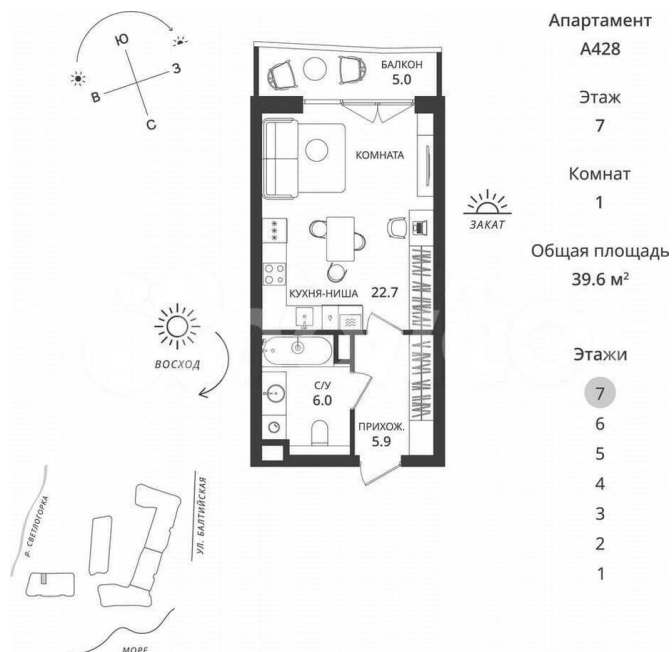 Апартамент
А428
Этаж
7
Комнат
1
Общая площадь
39.6 м²
Этажи
7
6
5
4
3
2
1
Ю
З
В
С
БАЛКОН
5.0
КОМНАТА
ЗАКАТ
КУХНЯ-НИША 22.7
ВОСХОД
С/У
6.0
ПРИХОЖ.
5.9
р. СВЕТЛОГОРКА
УЛ. БАЛТИЙСКАЯ
МОРЕ